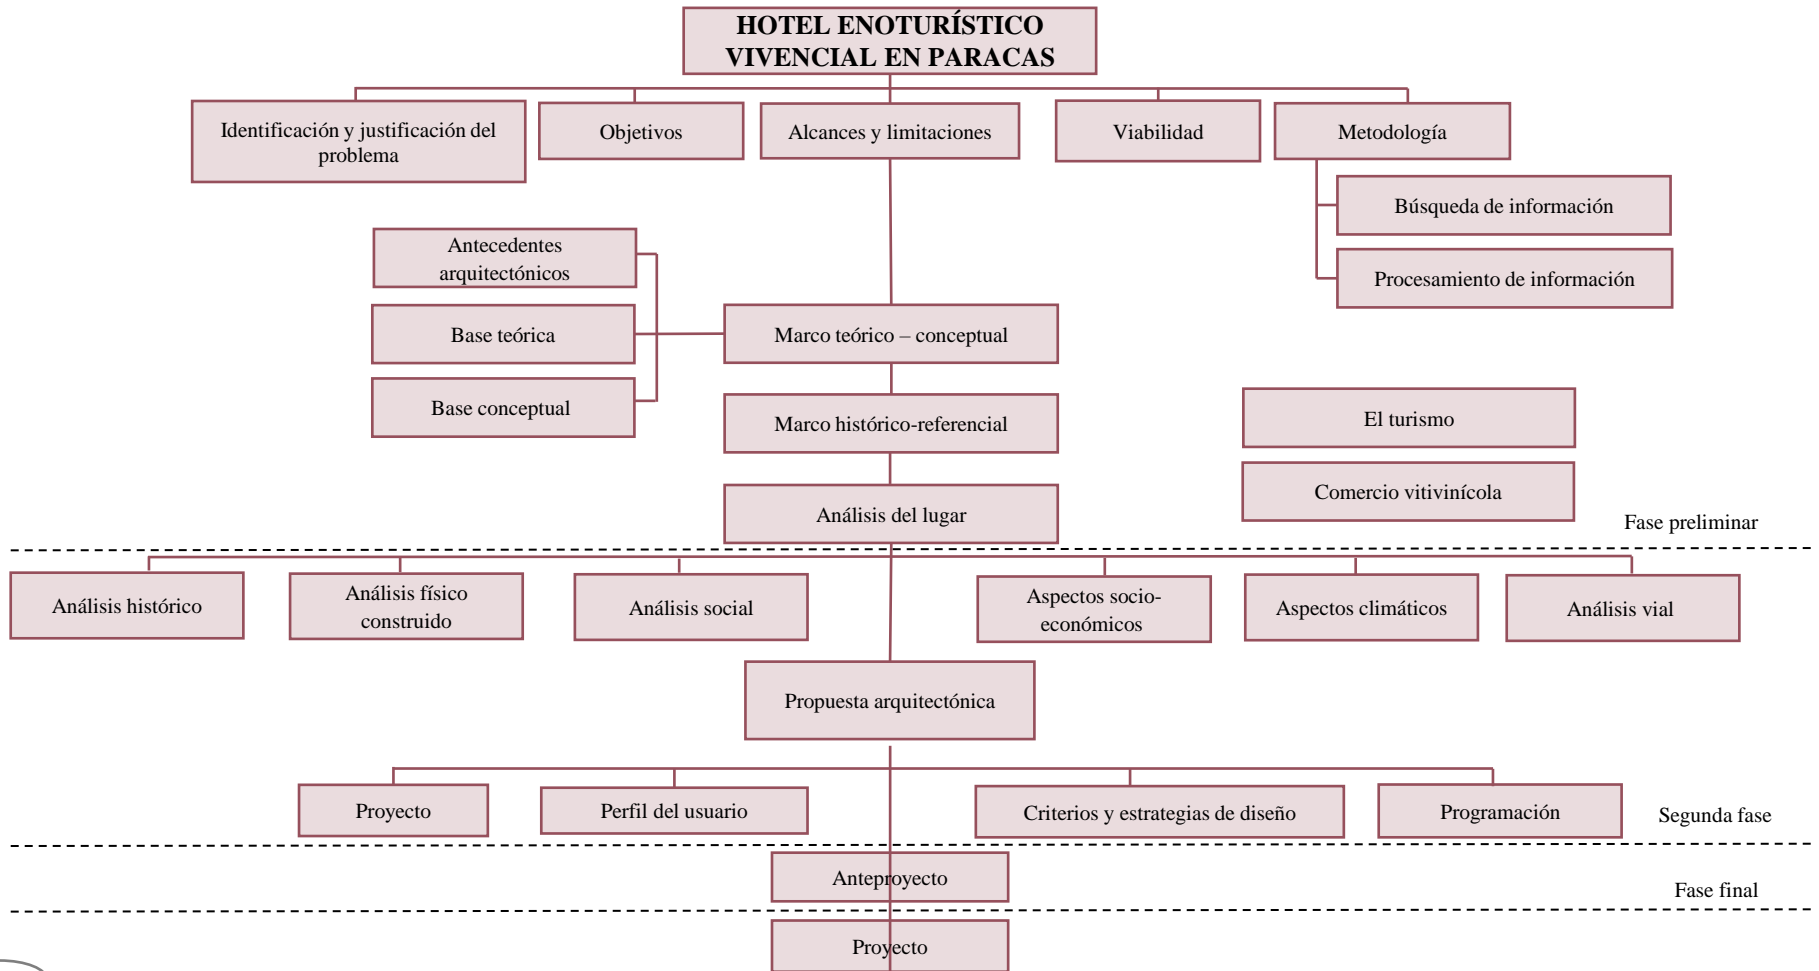 HOTEL ENOTURÍSTICO
VIVENCIAL EN PARACAS
Identificación y justificación del
problema
Objetivos
Alcances y limitaciones
Viabilidad
Metodología
Búsqueda de información
Procesamiento de información
Antecedentes
arquitectónicos
Base teórica
Base conceptual
Marco teórico – conceptual
Marco histórico-referencial
El turismo
Comercio vitivinícola
Análisis del lugar
Fase preliminar
Análisis histórico
Análisis físico
construido
Análisis social
Aspectos socio-
económicos
Aspectos climáticos
Análisis vial
Propuesta arquitectónica
Proyecto
Perfil del usuario
Criterios y estrategias de diseño
Programación
Segunda fase
Anteproyecto
Fase final
Proyecto